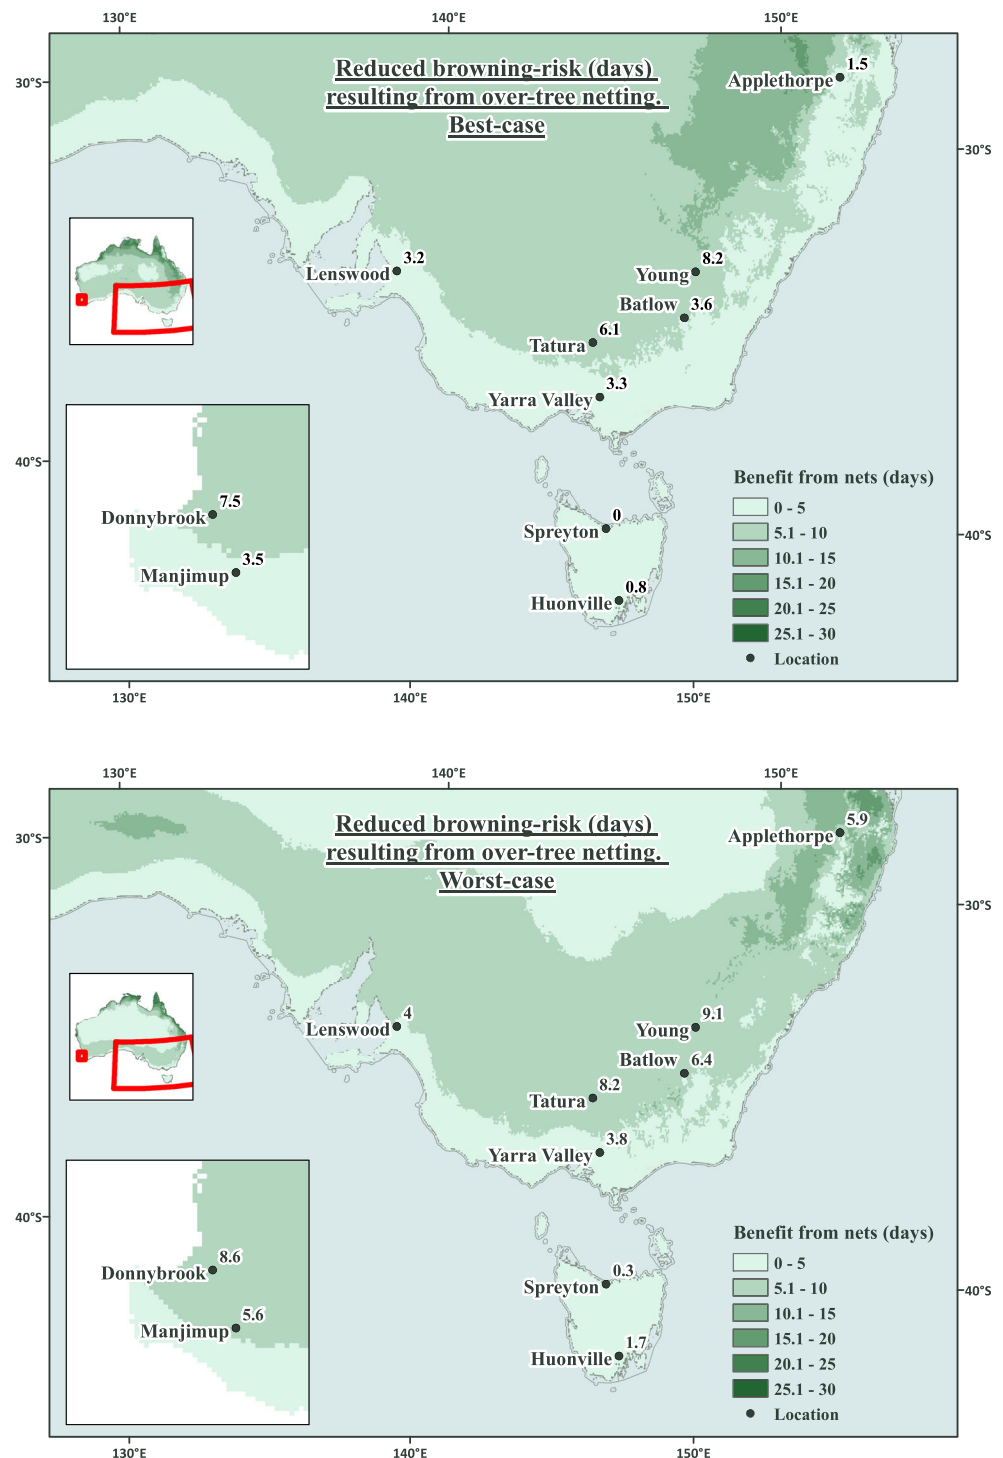 130°E 140°E 150°E
Reduced browning-risk (days)
resulting from over-tree netting.
Best-case
30°S
1.5
Applethorpe
30°S
3.2
Lenswood
8.2
Young
Batlow 3.6
6.1
Tatura
3.3
Yarra Valley
40°S
7.5
Donnybrook
3.5
Manjimup
0
Spreyton
0.8
Huonville
40°S
Benefit from nets (days)
0 - 5
5.1 - 10
10.1 - 15
15.1 - 20
20.1 - 25
25.1 - 30
Location
130°E 140°E 150°E
130°E 140°E 150°E
Reduced browning-risk (days)
resulting from over-tree netting.
Worst-case
30°S
5.9
Applethorpe
30°S
4
Lenswood
9.1
Young
Batlow 6.4
8.2
Tatura
3.8
Yarra Valley
40°S
8.6
Donnybrook
5.6
Manjimup
0.3
Spreyton
1.7
Huonville
40°S
Benefit from nets (days)
0 - 5
5.1 - 10
10.1 - 15
15.1 - 20
20.1 - 25
25.1 - 30
Location
130°E 140°E 150°E